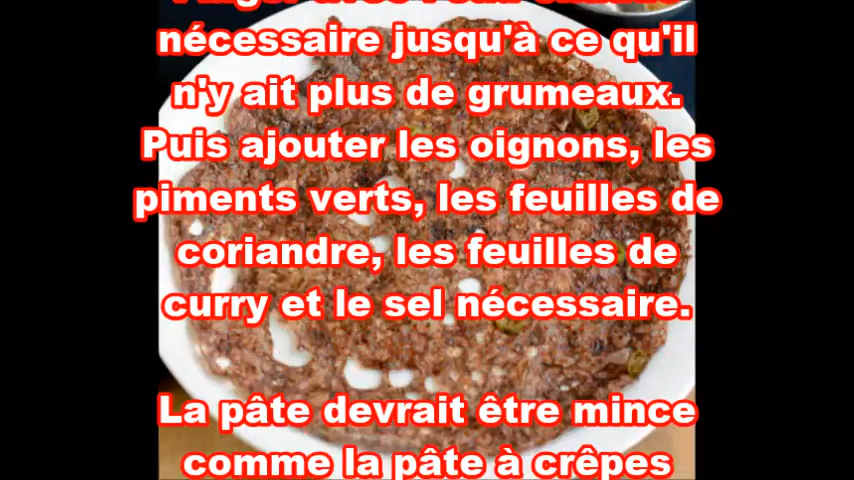 nécessaire jusqu'à ce qu'il
n'y ait plus de grumeaux.
Puis ajouter les oignons, les
piments verts, les feuilles de
coriandre, les feuilles de
curry et le sel nécessaire.
La pâte devrait être mince
comme la pâte à crêpes